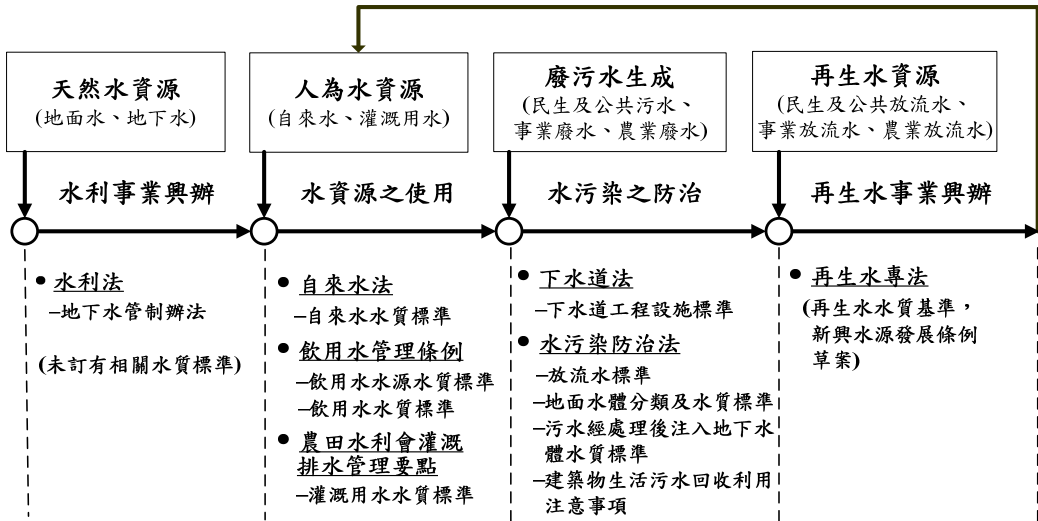 天然水資源
(地面水、地下水)
人為水資源
(自來水、灌溉用水)
廢污水生成
(民生及公共污水、
事業廢水、農業廢水)
再生水資源
(民生及公共放流水、
事業放流水、農業放流水)
水利事業興辦
水資源之使用
水污染之防治
再生水事業興辦
• 水利法
–地下水管制辦法
(未訂有相關水質標準)
• 自來水法
–自來水水質標準
• 飲用水管理條例
–飲用水水源水質標準
–飲用水水質標準
• 農田水利會灌溉
排水管理要點
–灌溉用水水質標準
• 下水道法
–下水道工程設施標準
• 水污染防治法
–放流水標準
–地面水體分類及水質標準
–污水經處理後注入地下水
體水質標準
–建築物生活污水回收利用
注意事項
• 再生水專法
(再生水水質基準，
新興水源發展條例
草案)